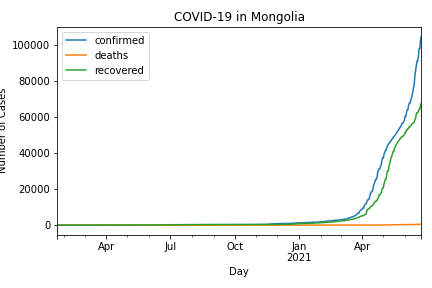 COVID-19 in Mongolia
confirmed
deaths
recovered
100000
80000
60000
40000
20000
0
Number of Cases
Apr
Jul
Oct
Jan
2021
Apr
Day